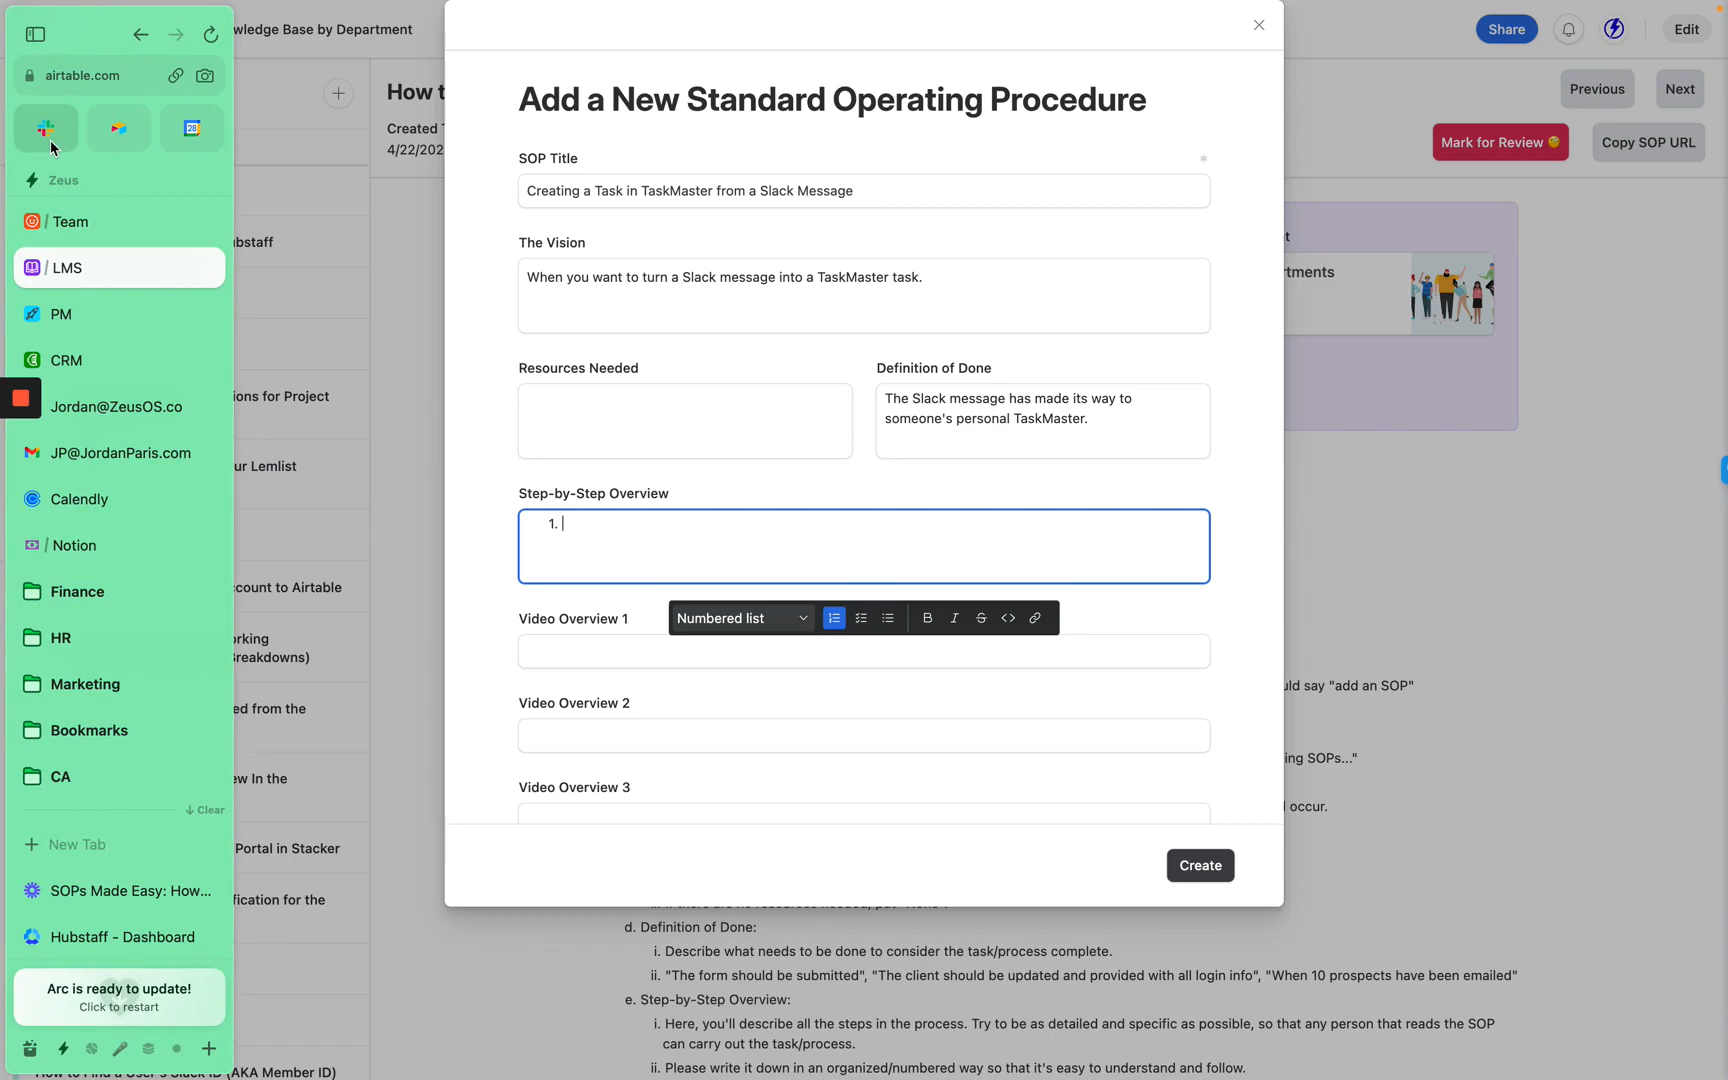 airtable.com
28
Zeus
/ Team
/ LMS
PM
CRM
Jordan@ZeusOS.co
JP@JordanParis.com
Calendly
/ Notion
Finance
HR
Marketing
Bookmarks
CA
↓ Clear
+ New Tab
SOPs Made Easy: How...
Hubstaff - Dashboard
Arc is ready to update!
Click to restart
wledge Base by Department
bstaff
ions for Project
ur Lemlist
count to Airtable
rking
Breakdowns)
ed from the
ew In the
Portal in Stacker
fication for the
(AKA Member ID)
How t
Created
4/22/202
Share
Edit
Previous
Next
Mark for Review
Copy SOP URL
Add a New Standard Operating Procedure
SOP Title *
Creating a Task in TaskMaster from a Slack Message
The Vision
When you want to turn a Slack message into a TaskMaster task.
Resources Needed
Definition of Done
The Slack message has made its way to
someone's personal TaskMaster.
Step-by-Step Overview
1.
Numbered list
Video Overview 1
Video Overview 2
Video Overview 3
Create
t
tments
uld say "add an SOP"
ing SOPs..."
l occur.
d. Definition of Done:
i. Describe what needs to be done to consider the task/process complete.
ii. "The form should be submitted", "The client should be updated and provided with all login info", "When 10 prospects have been emailed"
e. Step-by-Step Overview:
i. Here, you'll describe all the steps in the process. Try to be as detailed and specific as possible, so that any person that reads the SOP
can carry out the task/process.
ii. Please write it down in an organized/numbered way so that it's easy to understand and follow.